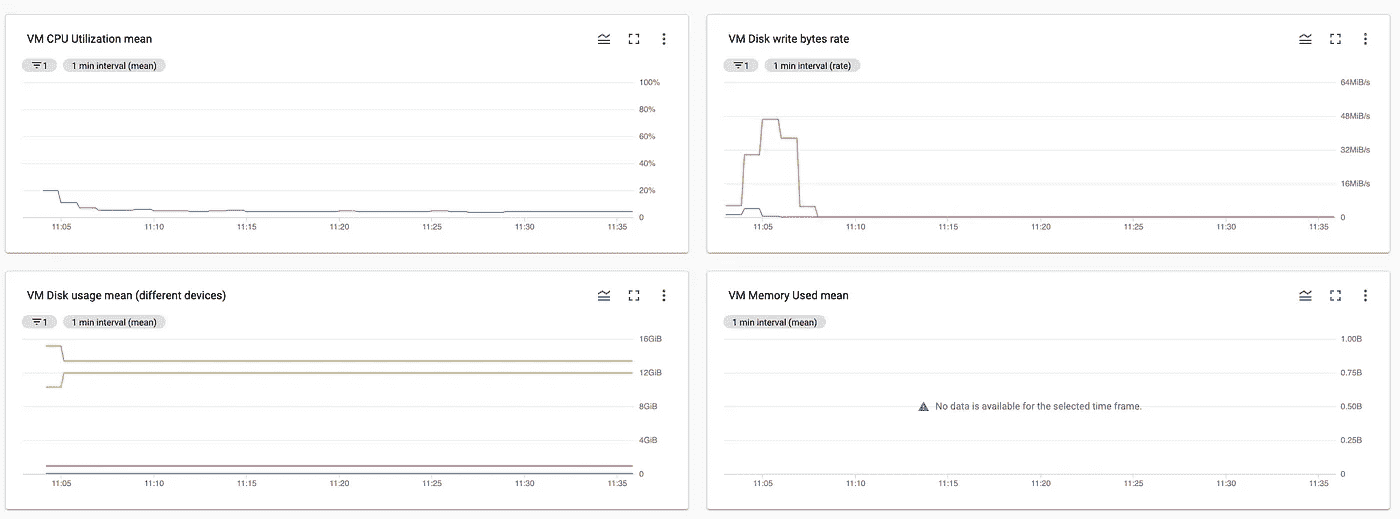 VM CPU Utilization mean
1
1 min interval (mean)
100%
80%
60%
40%
20%
0
11:05 11:10 11:15 11:20 11:25 11:30 11:35
VM Disk write bytes rate
1
1 min interval (rate)
64MiB/s
48MiB/s
32MiB/s
16MiB/s
0
11:05 11:10 11:15 11:20 11:25 11:30 11:35
VM Disk usage mean (different devices)
1
1 min interval (mean)
16GiB
12GiB
8GiB
4GiB
0
11:05 11:10 11:15 11:20 11:25 11:30 11:35
VM Memory Used mean
1 min interval (mean)
1.00B
0.75B
No data is available for the selected time frame.
0.50B
0.25B
0
11:05 11:10 11:15 11:20 11:25 11:30 11:35